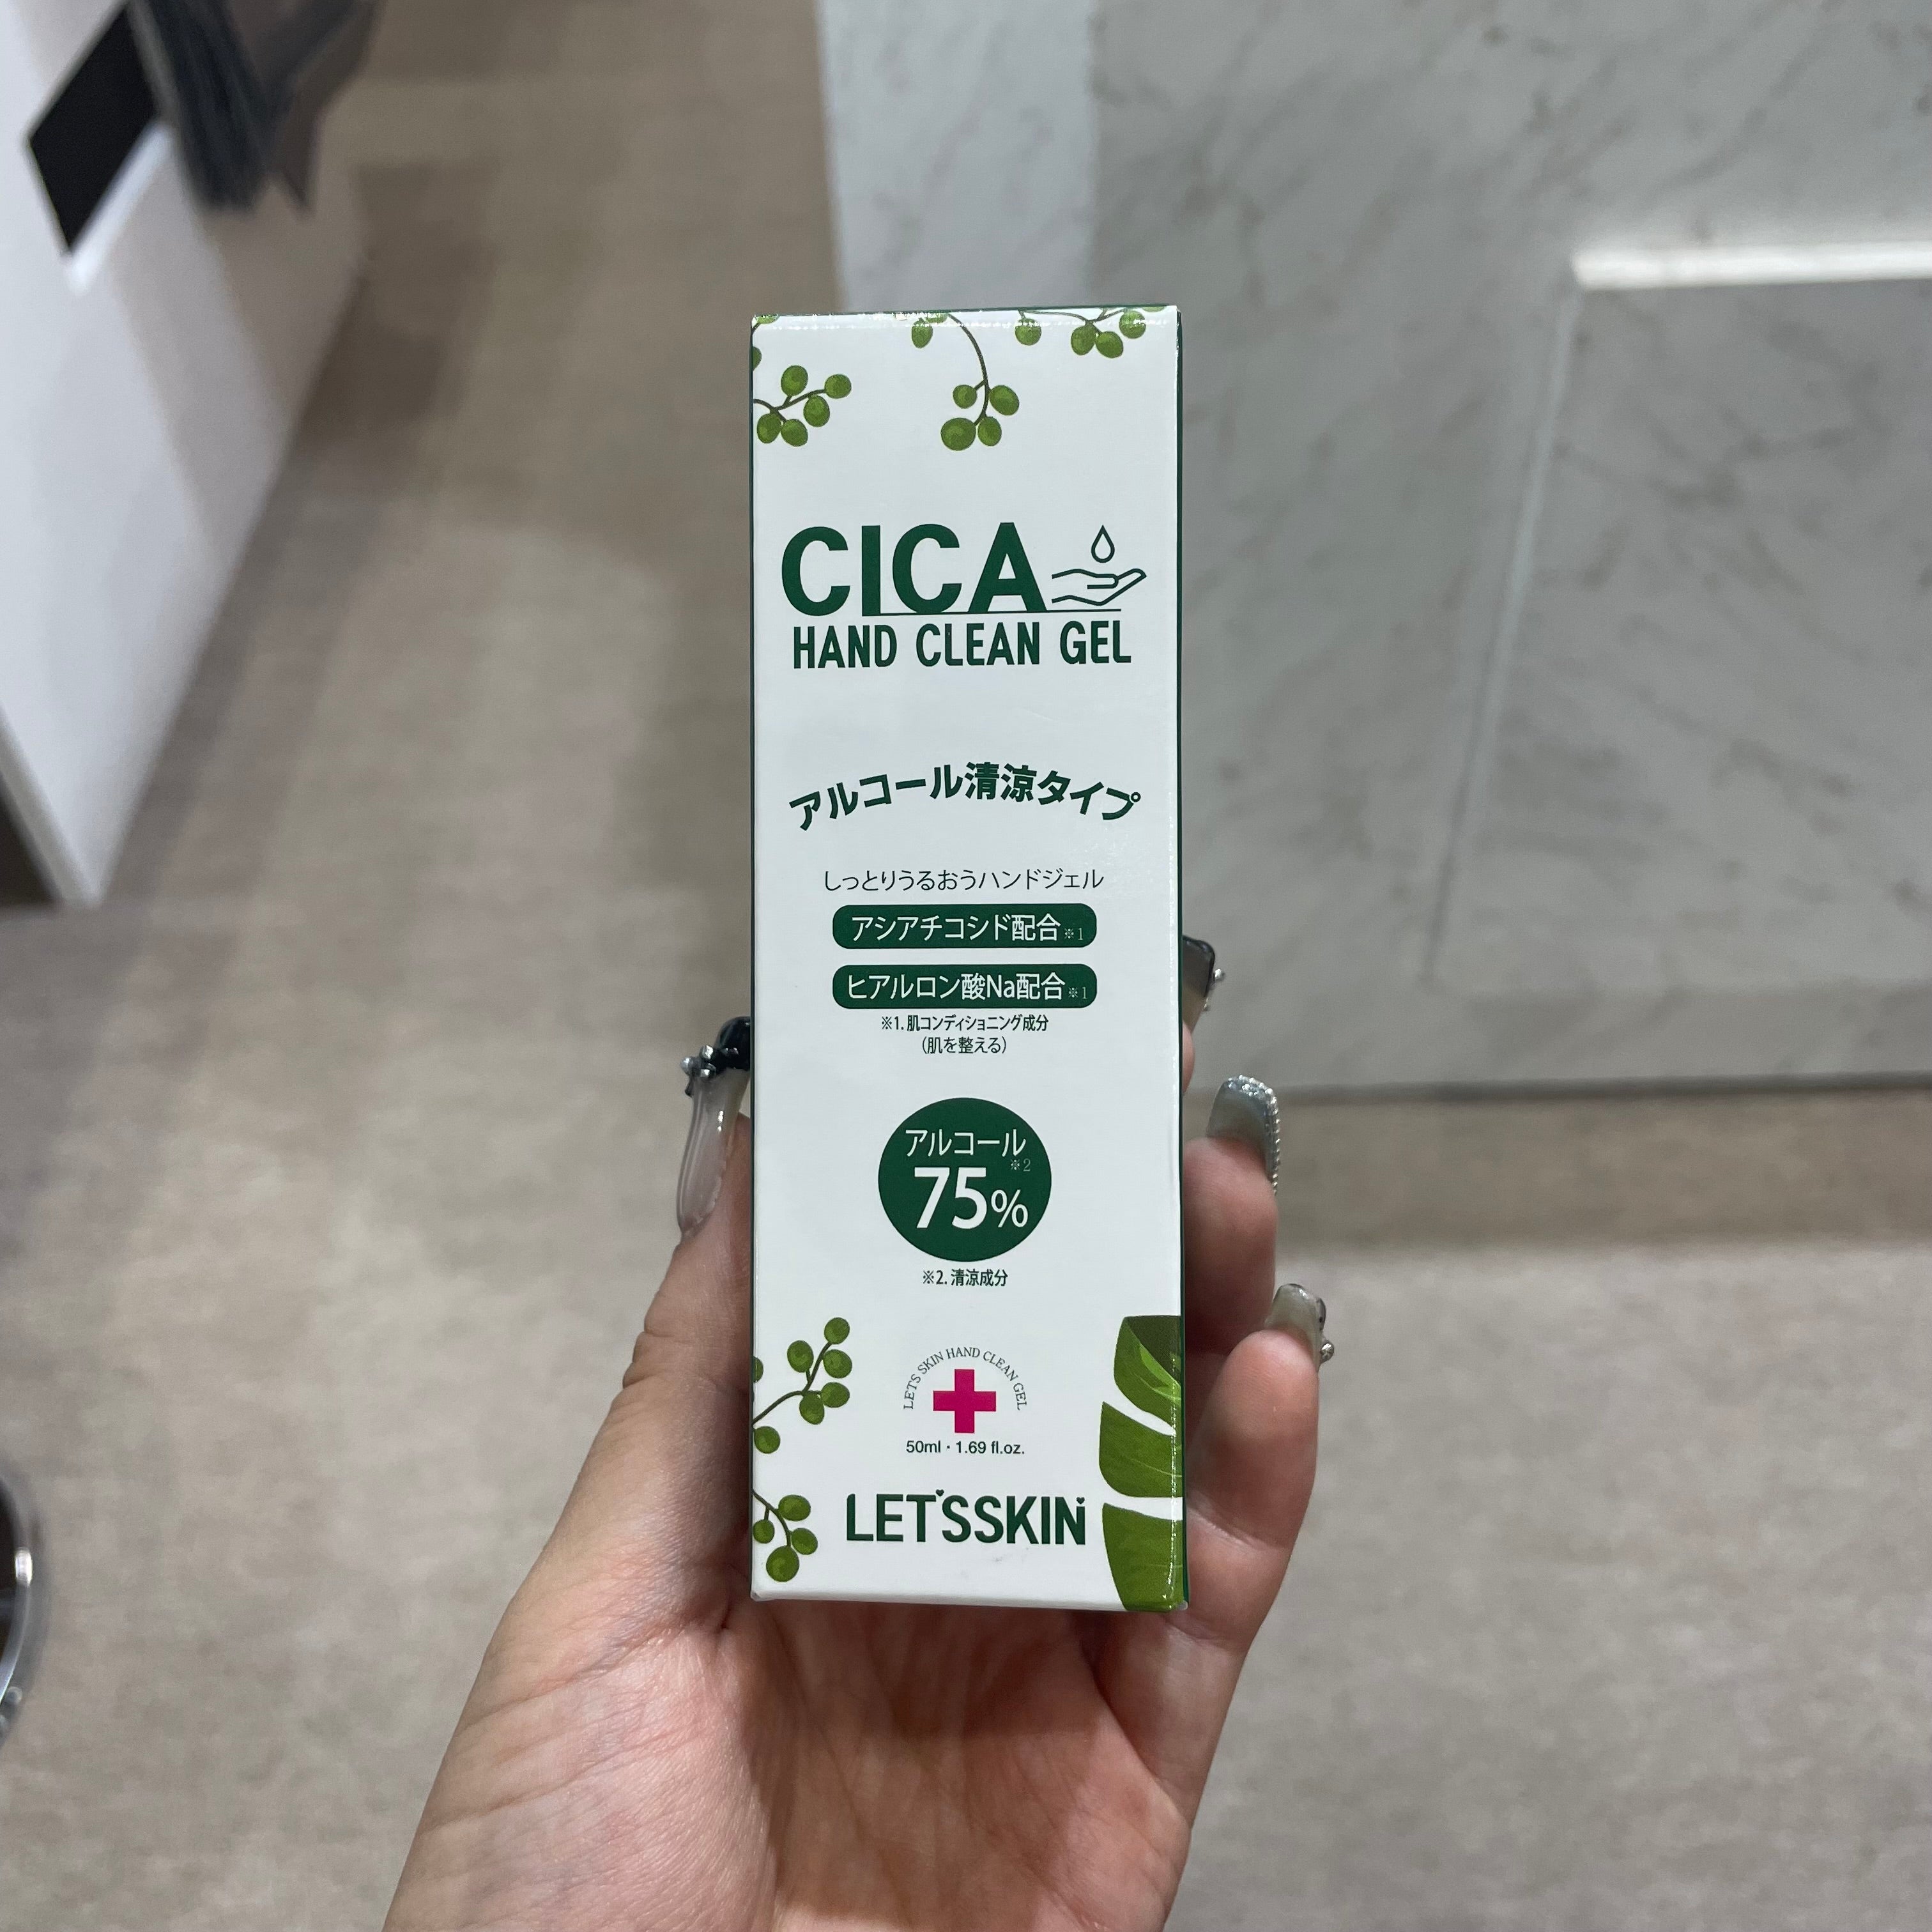 CICA
HAND CLEAN GEL
アルコール清涼タイプ
しっとりうるおうハンドジェル
アシアチコシド配合※1
ヒアルロン酸Na配合※1
※1.肌コンディショニング成分
(肌を整える)
アルコール※2
75%
※2.清涼成分
LET'S SKIN HAND CLEAN GEL
50ml・1.69 fl.oz.
LET'SSKIN